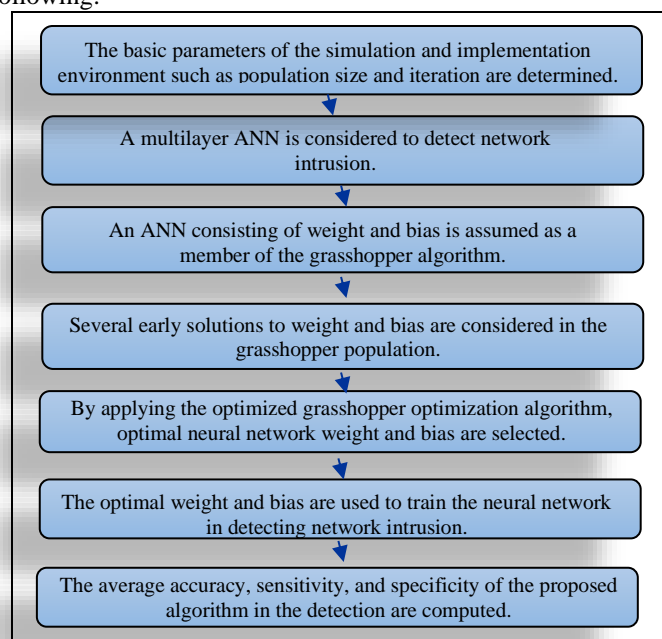 The basic parameters of the simulation and implementation
environment such as population size and iteration are determined.
A multilayer ANN is considered to detect network
intrusion.
An ANN consisting of weight and bias is assumed as a
member of the grasshopper algorithm.
Several early solutions to weight and bias are considered in the
grasshopper population.
By applying the optimized grasshopper optimization algorithm,
optimal neural network weight and bias are selected.
The optimal weight and bias are used to train the neural network
in detecting network intrusion.
The average accuracy, sensitivity, and specificity of the proposed
algorithm in the detection are computed.